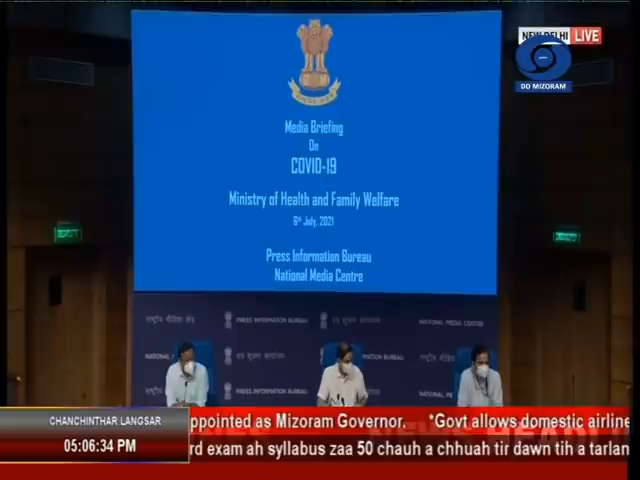 NEW DELHI LIVE
DD MIZORAM
Media Briefing
On
COVID-19
Ministry of Health and Family Welfare
6th July, 2021
Press Information Bureau
National Media Centre
PRESS INFORMATION BUREAU
NATIONAL MEDIA CENTRE
PRESS INFORMATION BUREAU
CHANCHINTHAR LANGSAR
05:06:34 PM
ppointed as Mizoram Governor. *Govt allows domestic airline
rd exam ah syllabus zaa 50 chauh a chhuah tir dawn tih a tarlan